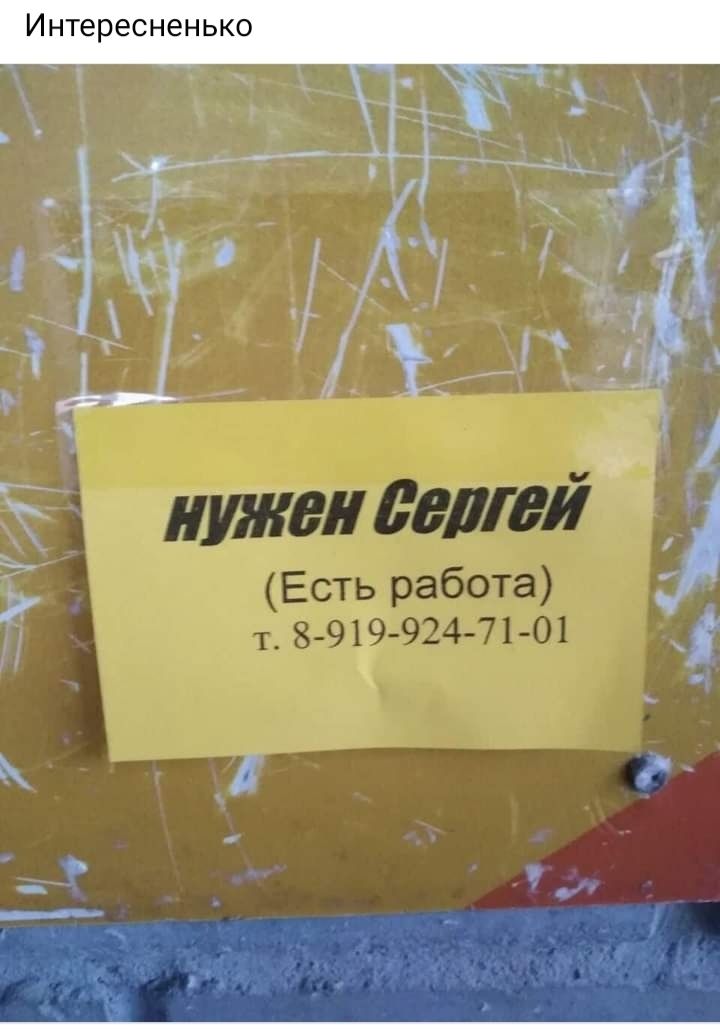 Интересненько
нужен Сергей
(Есть работа)
т. 8-919-924-71-01